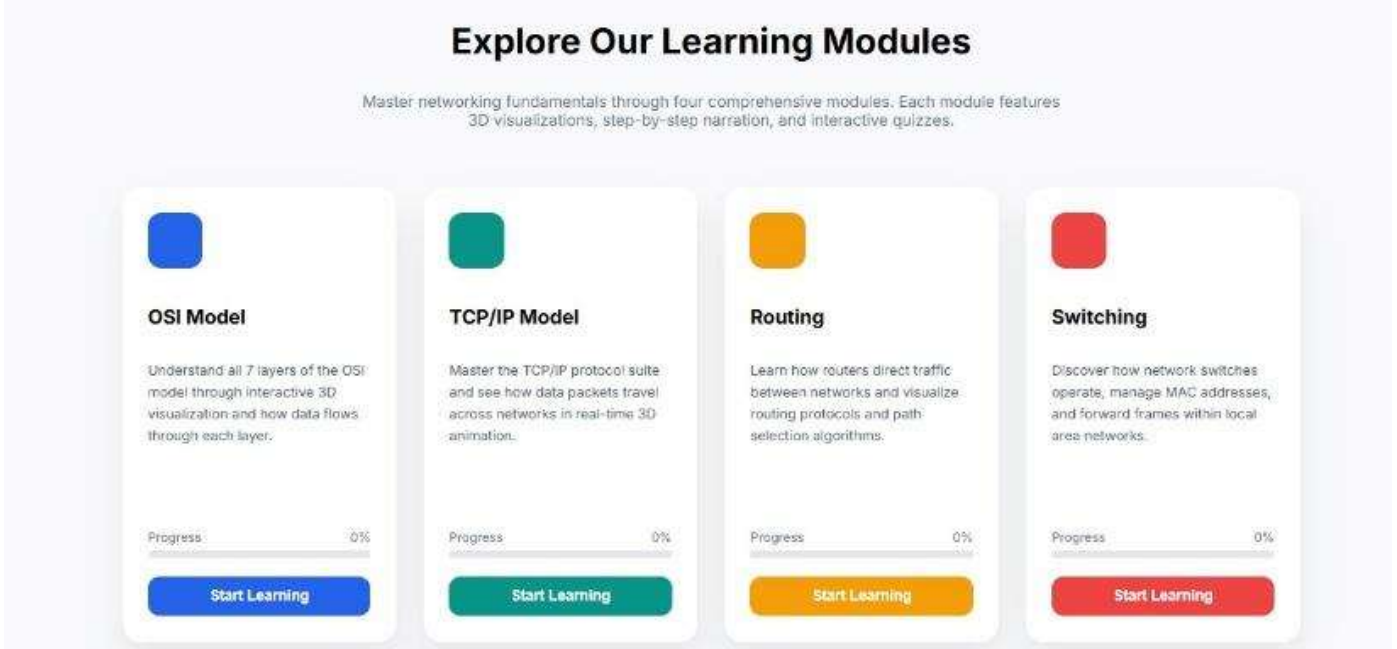 Explore Our Learning Modules
Master networking fundamentals through four comprehensive modules. Each module features
3D visualizations, step-by-step narration, and interactive quizzes.
OSI Model
Understand all 7 layers of the OSI
model through interactive 3D
visualization and how data flows
through each layer.
Progress 0%
Start Learning
TCP/IP Model
Master the TCP/IP protocol suite
and see how data packets travel
across networks in real-time 3D
animation.
Progress 0%
Start Learning
Routing
Learn how routers direct traffic
between networks and visualize
routing protocols and path
selection algorithms.
Progress 0%
Start Learning
Switching
Discover how network switches
operate, manage MAC addresses,
and forward frames within local
area networks.
Progress 0%
Start Learning